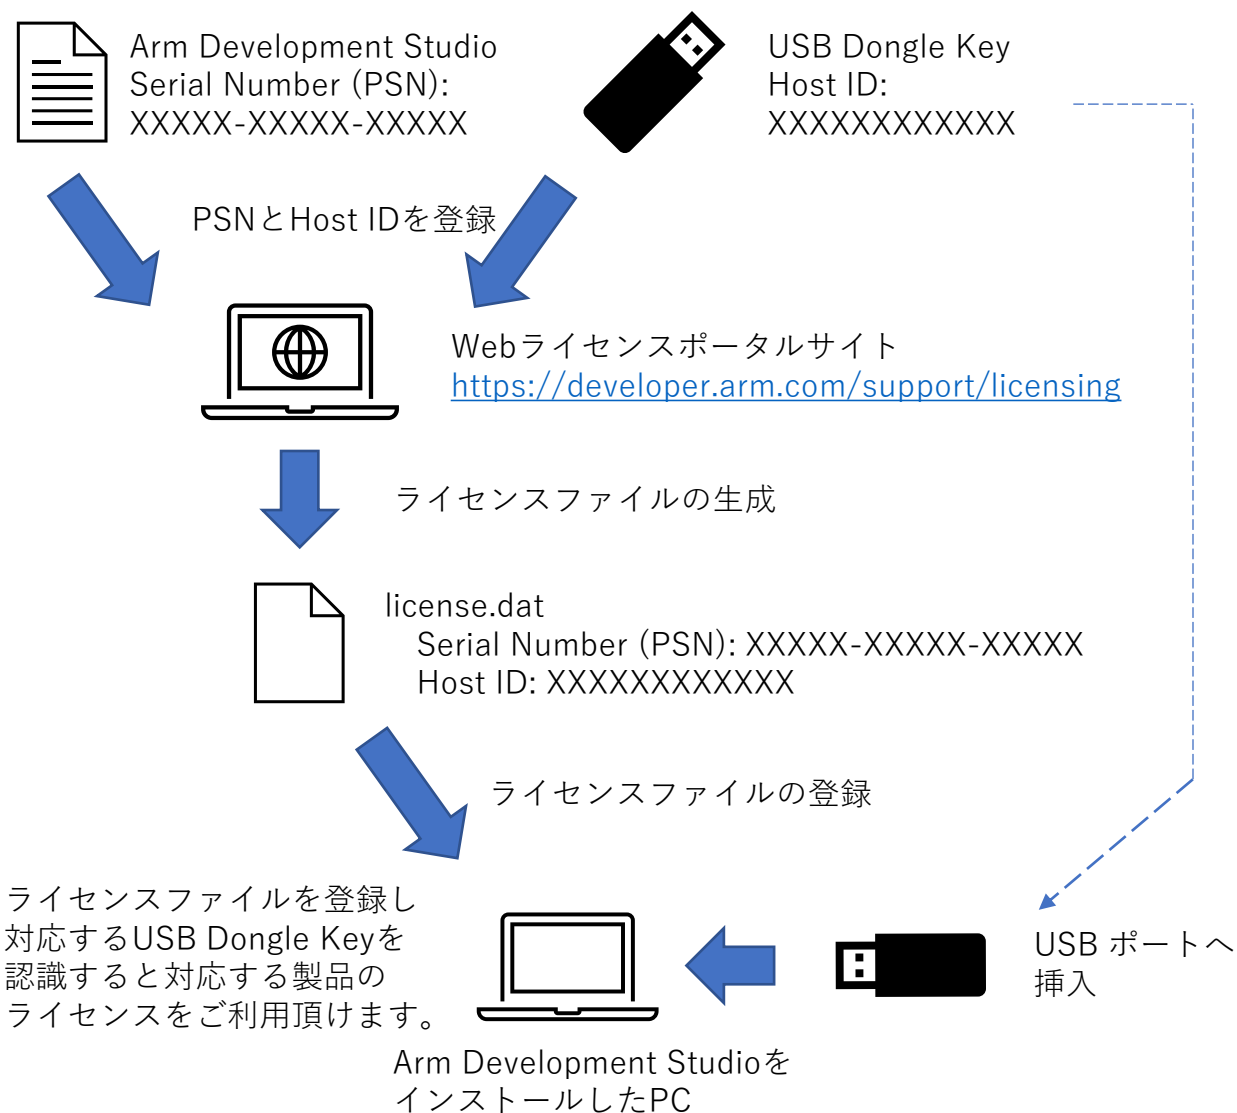 Arm Development Studio
Serial Number (PSN):
XXXXX-XXXXX-XXXXX
USB Dongle Key
Host ID:
XXXXXXXXXXXX
PSNとHost IDを登録
Webライセンスポータルサイト
https://developer.arm.com/support/licensing
ライセンスファイルの生成
license.dat
Serial Number (PSN): XXXXX-XXXXX-XXXXX
Host ID: XXXXXXXXXXXX
ライセンスファイルの登録
ライセンスファイルを登録し
対応するUSB Dongle Keyを
認識すると対応する製品の
ライセンスをご利用頂けます。
USB ポートへ
挿入
Arm Development Studioを
インストールしたPC